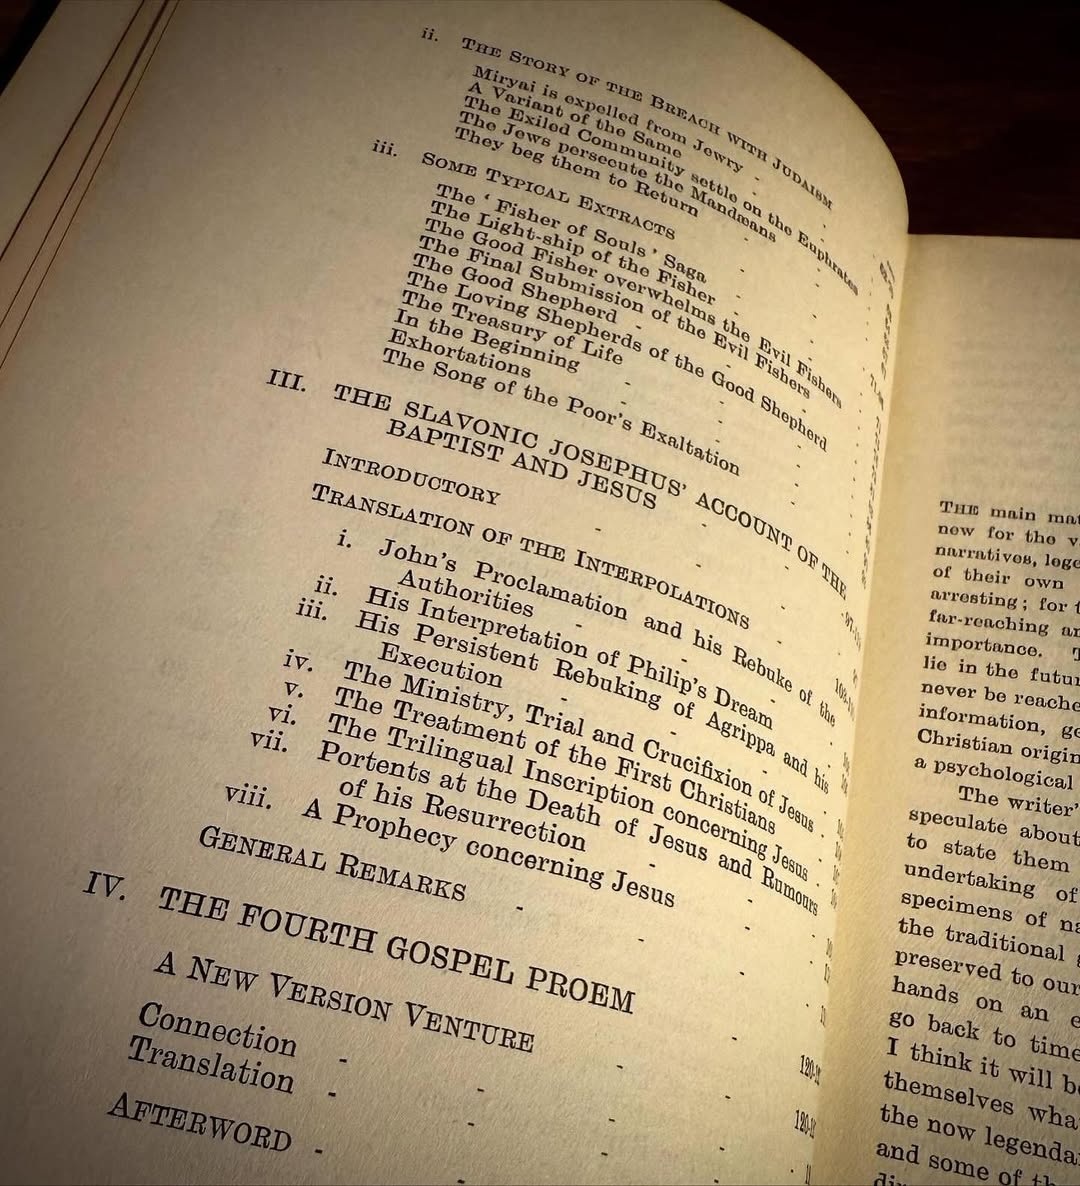 ii. THE STORY OF THE BREACH WITH JUDAISM
Miryai is expelled from Jewry -
A Variant of the Same
The Exiled Community settle on the Euphrates
The Jews persecute the Mandæans
They beg them to Return
iii. SOME TYPICAL EXTRACTS
The ‘Fisher of Souls’ Saga
The Light-ship of the Fisher
The Good Fisher overwhelms the Evil Fishers
The Final Submission of the Evil Fishers
The Good Shepherd -
The Loving Shepherds of the Good Shepherd
The Treasury of Life
In the Beginning
Exhortations
The Song of the Poor's Exaltation
III. THE SLAVONIC JOSEPHUS' ACCOUNT OF THE
BAPTIST AND JESUS
INTRODUCTORY
TRANSLATION OF THE INTERPOLATIONS
i. John's Proclamation and his Rebuke of the
Authorities
ii. His Interpretation of Philip's Dream
iii. His Persistent Rebuking of Agrippa and his
Execution
iv. The Ministry, Trial and Crucifixion of Jesus
v. The Treatment of the First Christians
vi. The Trilingual Inscription concerning Jesus
vii. Portents at the Death of Jesus and Rumours
of his Resurrection
viii. A Prophecy concerning Jesus
GENERAL REMARKS
IV. THE FOURTH GOSPEL PROEM
A NEW VERSION VENTURE
Connection
Translation
AFTERWORD
THE main
new for the
narratives,
of their own
arresting; for
far-reaching
importance.
lie in the
never be
information,
Christian
a psychological
The writer'
speculate about
to state them
undertaking of
specimens of
the traditional
preserved to our
hands on an
go back to
I think it will
themselves
the now
and some of